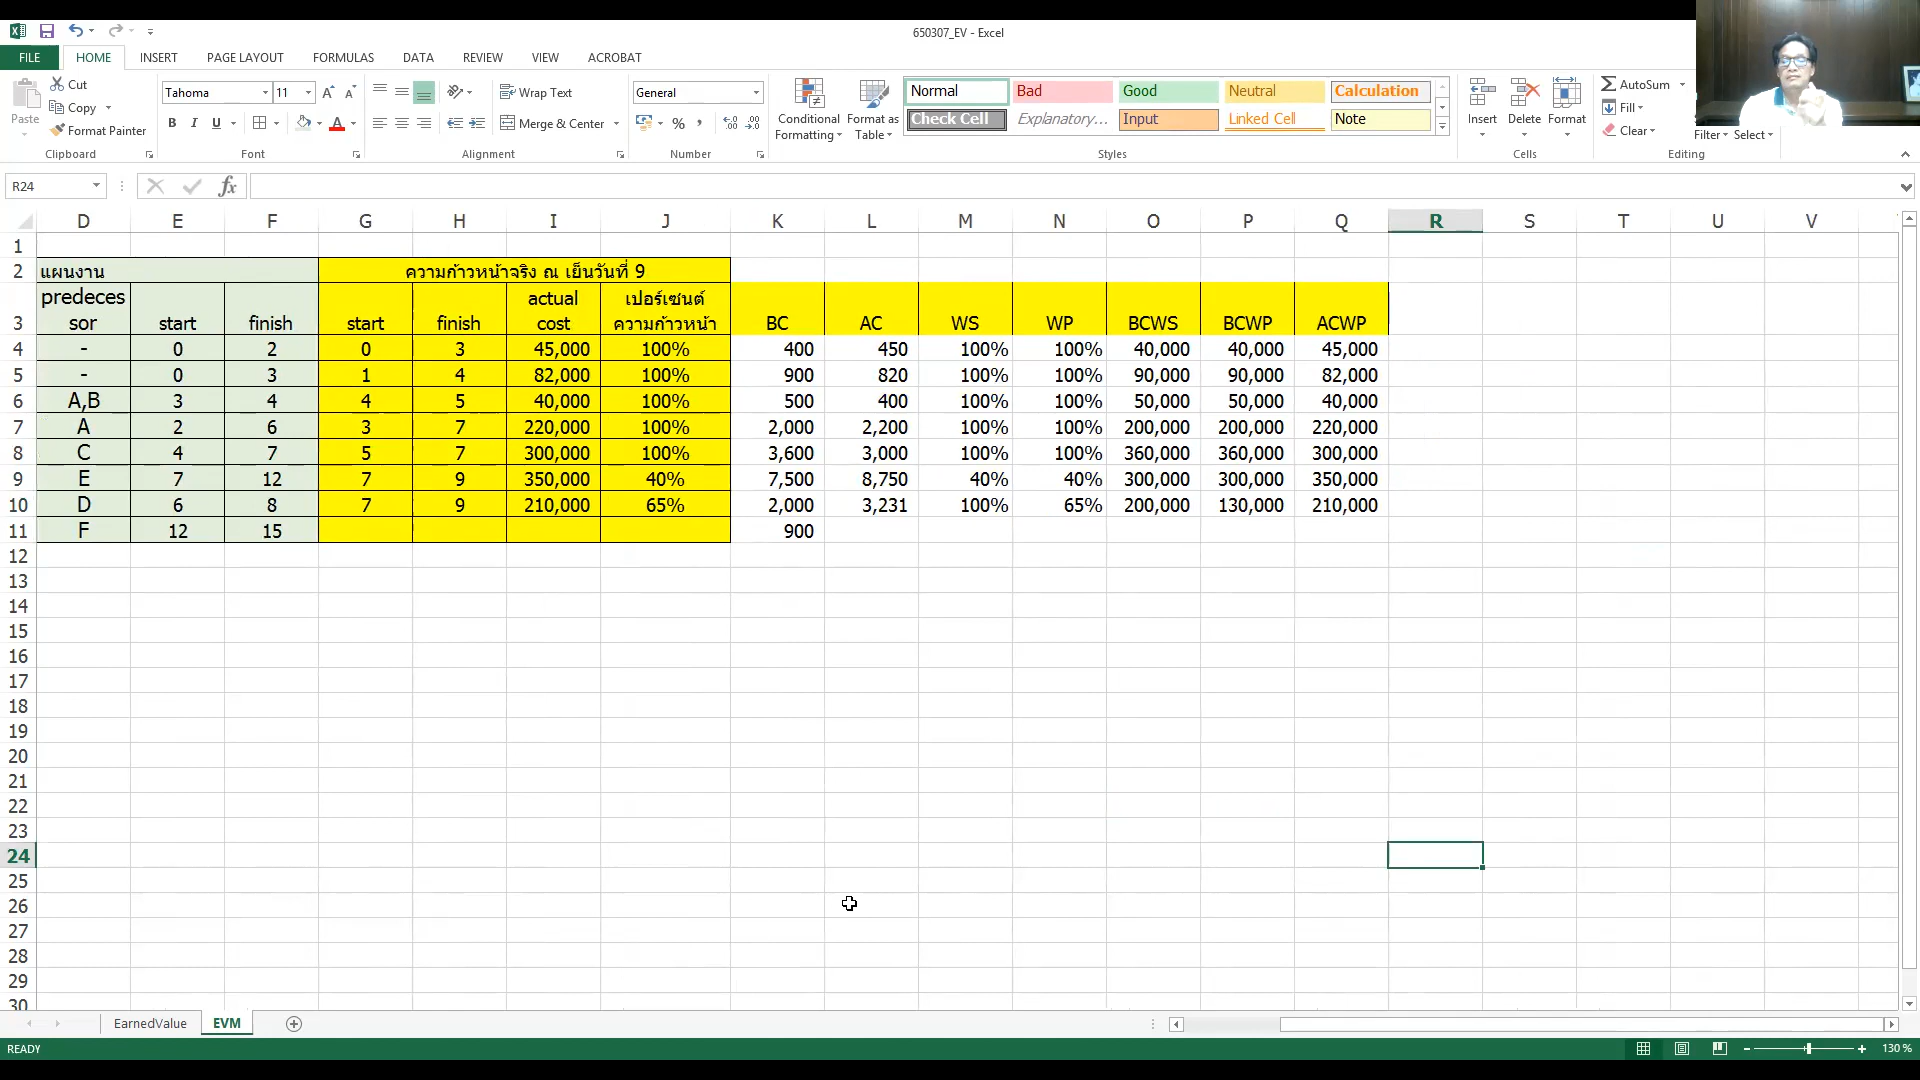 650307_EV - Excel
FILE HOME INSERT PAGE LAYOUT FORMULAS DATA REVIEW VIEW ACROBAT
Cut
Copy
Format Painter
Paste
Clipboard
Tahoma 11
B I U
Font
Wrap Text
Merge & Center
Alignment
General
Number
Conditional Formatting
Format as Table
Normal Bad Good Neutral Calculation
Check Cell Explanatory... Input Linked Cell Note
Styles
Insert Delete Format
Cells
AutoSum
Fill
Clear
Filter Select
Editing
R24
D E F G H I J K L M N O P Q R S T U V
1
2 แผนงาน ความก้าวหน้าจริง ณ เย็นวันที่ 9
predeces actual เปอร์เซนต์
3 sor start finish start finish cost ความก้าวหน้า BC AC WS WP BCWS BCWP ACWP
4 - 0 2 0 3 45,000 100% 400 450 100% 100% 40,000 40,000 45,000
5 - 0 3 1 4 82,000 100% 900 820 100% 100% 90,000 90,000 82,000
6 A,B 3 4 4 5 40,000 100% 500 400 100% 100% 50,000 50,000 40,000
7 A 2 6 3 7 220,000 100% 2,000 2,200 100% 100% 200,000 200,000 220,000
8 C 4 7 5 7 300,000 100% 3,600 3,000 100% 100% 360,000 360,000 300,000
9 E 7 12 7 9 350,000 40% 7,500 8,750 40% 40% 300,000 300,000 350,000
10 D 6 8 7 9 210,000 65% 2,000 3,231 100% 65% 200,000 130,000 210,000
11 F 12 15 900
12
13
14
15
16
17
18
19
20
21
22
23
24
25
26
27
28
29
30
EarnedValue EVM
READY 130 %